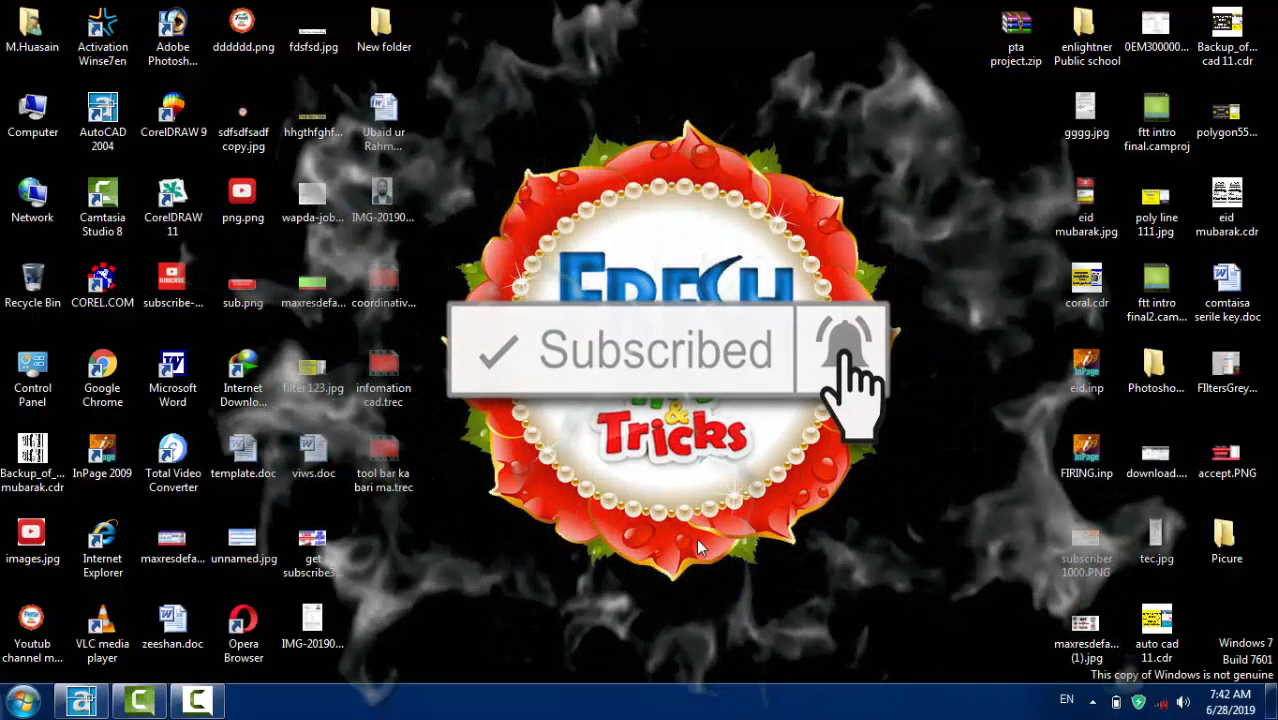 M.Huasain
Activation
Winse7en
Adobe
Photosh...
dddddd.png
fdsfsd.jpg
New folder
pta
project.zip
enlightner
Public school
0EM300000...
Backup_of_
cad 11.cdr
Computer
AutoCAD
2004
CorelDRAW 9
sdfsdfsadf
copy.jpg
hhgthfghf...
Ubaid ur
Rahm...
gggg.jpg
ftt intro
final.camproj
polygon55...
Network
Camtasia
Studio 8
CorelDRAW
11
png.png
wapda-job...
IMG-20190...
eid
mubarak.jpg
poly line
111.jpg
eid
mubarak.cdr
Recycle Bin
COREL.COM
subscribe-...
sub.png
maxresdefa...
coordinativ...
coral.cdr
ftt intro
final2.cam...
comtaisa
serile key.doc
FRESH
Subscribed
&
Tricks
Control
Panel
Google
Chrome
Microsoft
Word
Internet
Downlo...
filter 123.jpg
infomation
cad.trec
eid.inp
Photosho...
FIltersGrey...
Backup_of_...
mubarak.cdr
InPage 2009
Total Video
Converter
template.doc
viws.doc
tool bar ka
bari ma.trec
FIRING.inp
download....
accept.PNG
images.jpg
Internet
Explorer
maxresdefa...
unnamed.jpg
get
subscribe3...
subscriber
1000.PNG
tec.jpg
Picure
Youtub
channel m...
VLC media
player
zeeshan.doc
Opera
Browser
IMG-20190...
maxresdefa...
(1).jpg
auto cad
11.cdr
Windows 7
Build 7601
This copy of Windows is not genuine
EN
7:42 AM
6/28/2019